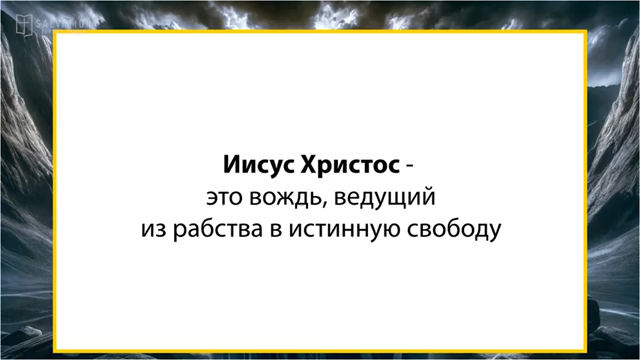 Иисус Христос -
это вождь, ведущий
из рабства в истинную свободу